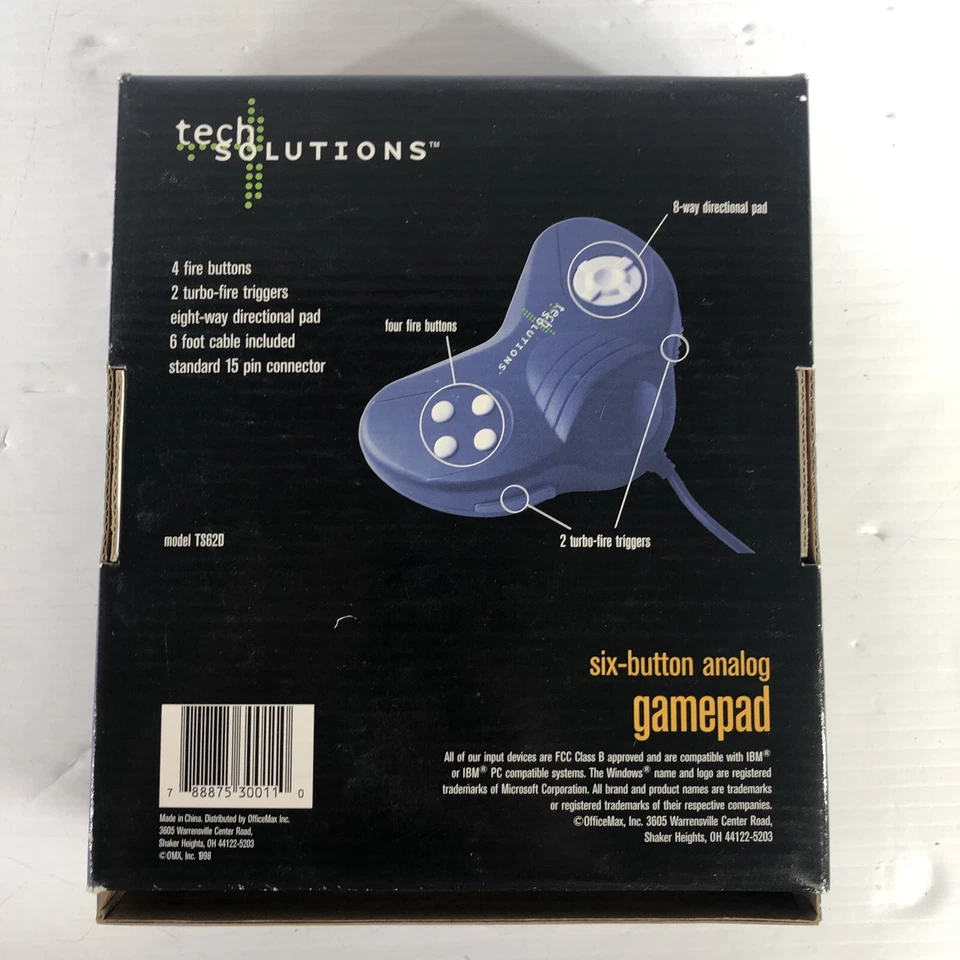 tech
SOLUTIONS™
8-way directional pad
4 fire buttons
2 turbo-fire triggers
eight-way directional pad
6 foot cable included
standard 15 pin connector
four fire buttons
tech
SOLUTIONS
2 turbo-fire triggers
model TS62D
six-button analog
gamepad
All of our input devices are FCC Class B approved and are compatible with IBM®
or IBM® PC compatible systems. The Windows® name and logo are registered
trademarks of Microsoft Corporation. All brand and product names are trademarks
or registered trademarks of their respective companies.
©OfficeMax, Inc. 3605 Warrensville Center Road,
Shaker Heights, OH 44122-5203
7 88875 30011 0
Made in China. Distributed by OfficeMax Inc.
3605 Warrensville Center Road,
Shaker Heights, OH 44122-5203
©OMX, Inc. 1998